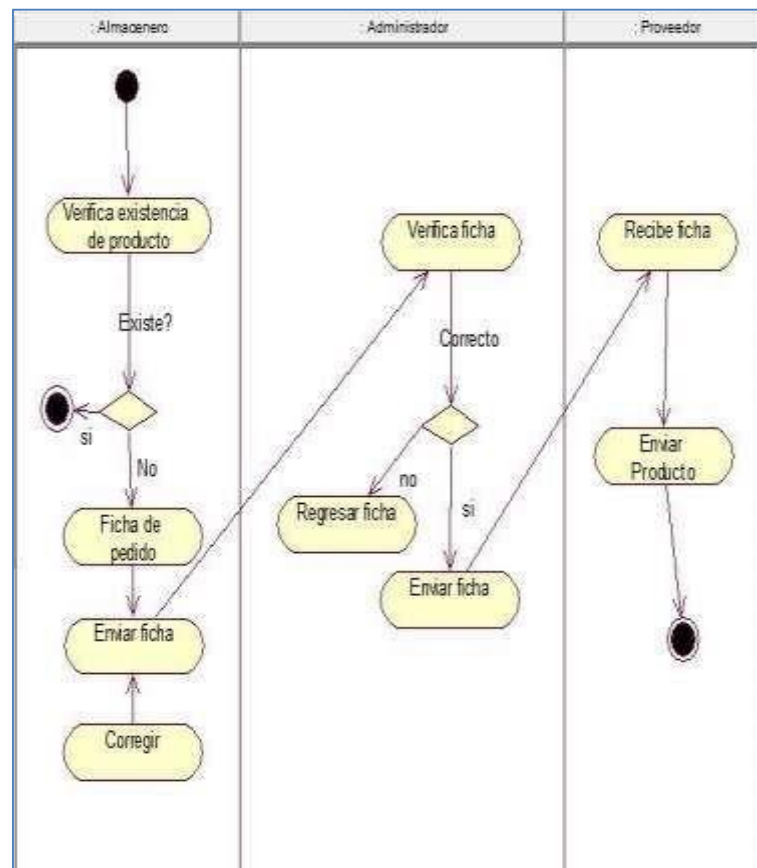 : Almacenero
: Administrador
: Proveedor
Verifica existencia
de producto
Existe?
si
No
Ficha de
pedido
Enviar ficha
Corregir
Verifica ficha
Correcto
no
si
Regresar ficha
Enviar ficha
Recibe ficha
Enviar
Producto